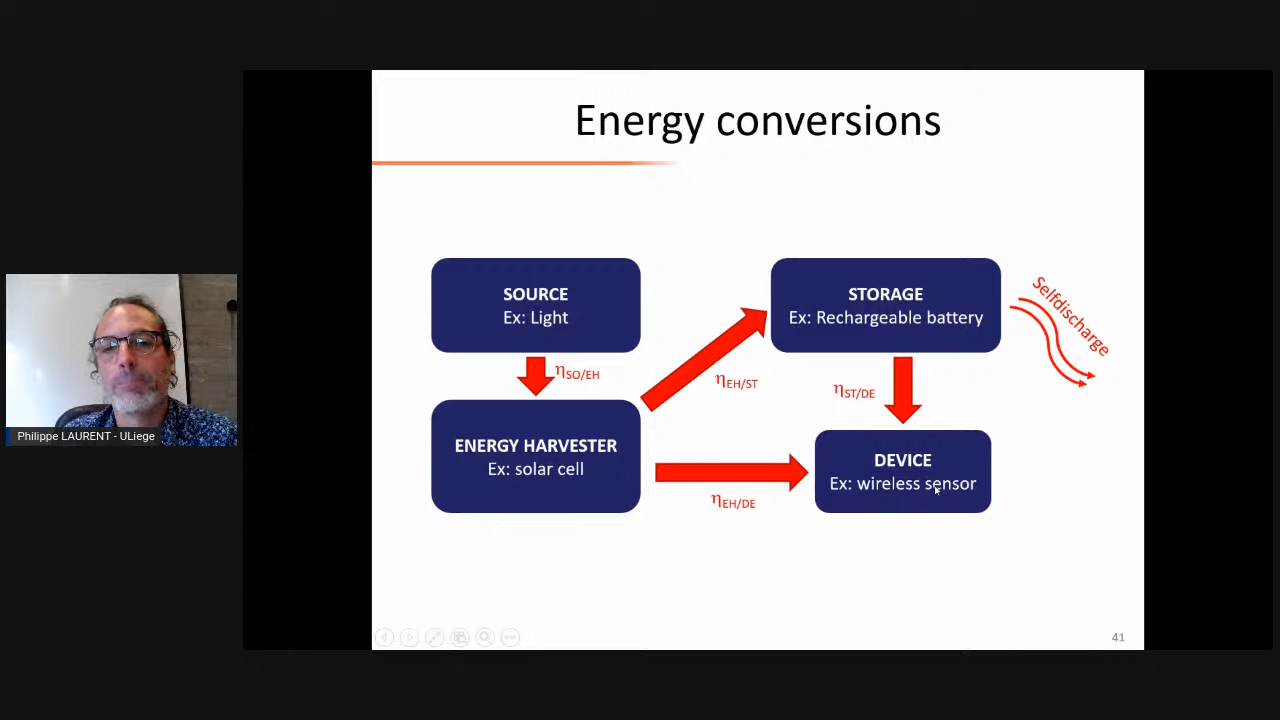 Energy conversions
SOURCE
Ex: Light
STORAGE
Ex: Rechargeable battery
Selfdischarge
ηSO/EH
ηEH/ST
ηST/DE
ENERGY HARVESTER
Ex: solar cell
DEVICE
Ex: wireless sensor
ηEH/DE
Philippe LAURENT - ULiege
41